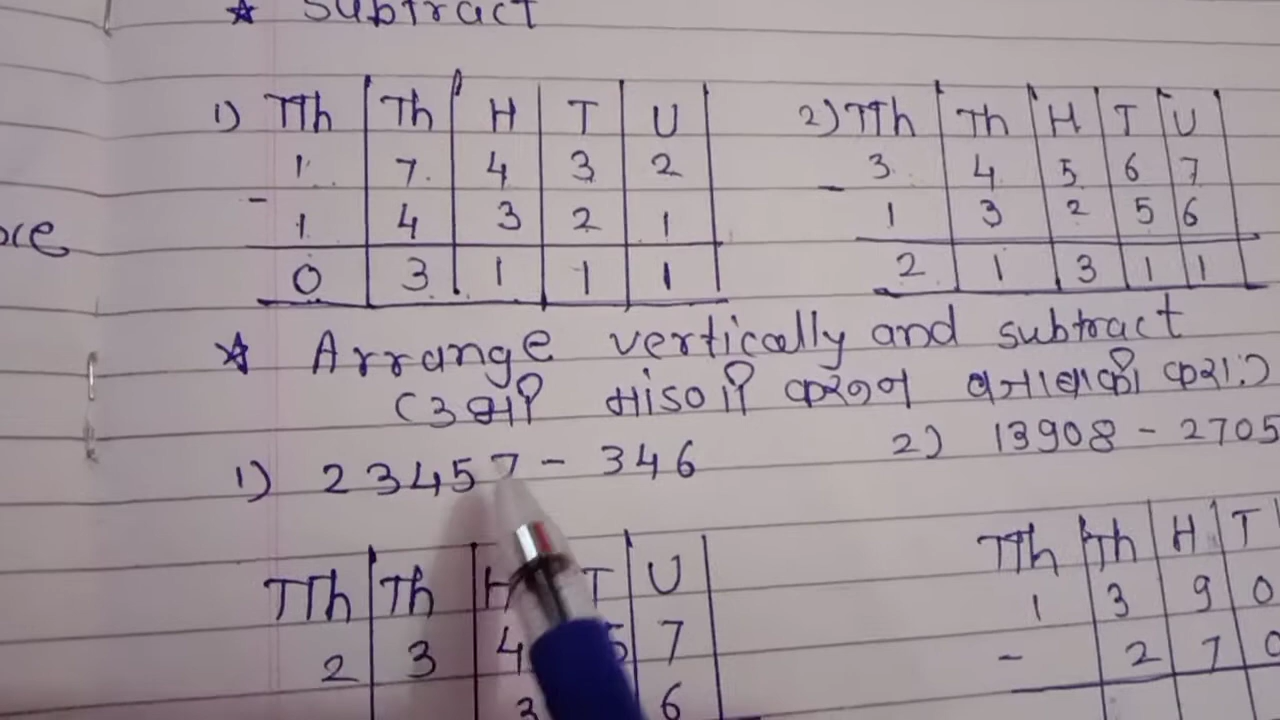 ☆ Subtract
1) TTh Th H T U
1 7 4 3 2
- 1 4 3 2 1
0 3 1 1 1
2) TTh Th H T U
3 4 5 6 7
- 1 3 2 5 6
2 1 3 1 1
☆ Arrange vertically and subtract
1) 23457 - 346
2) 13908 - 2705
TTh Th H T U
2 3 4 5 7
3 6
TTh Th H T
1 3 9 0
- 2 7 0